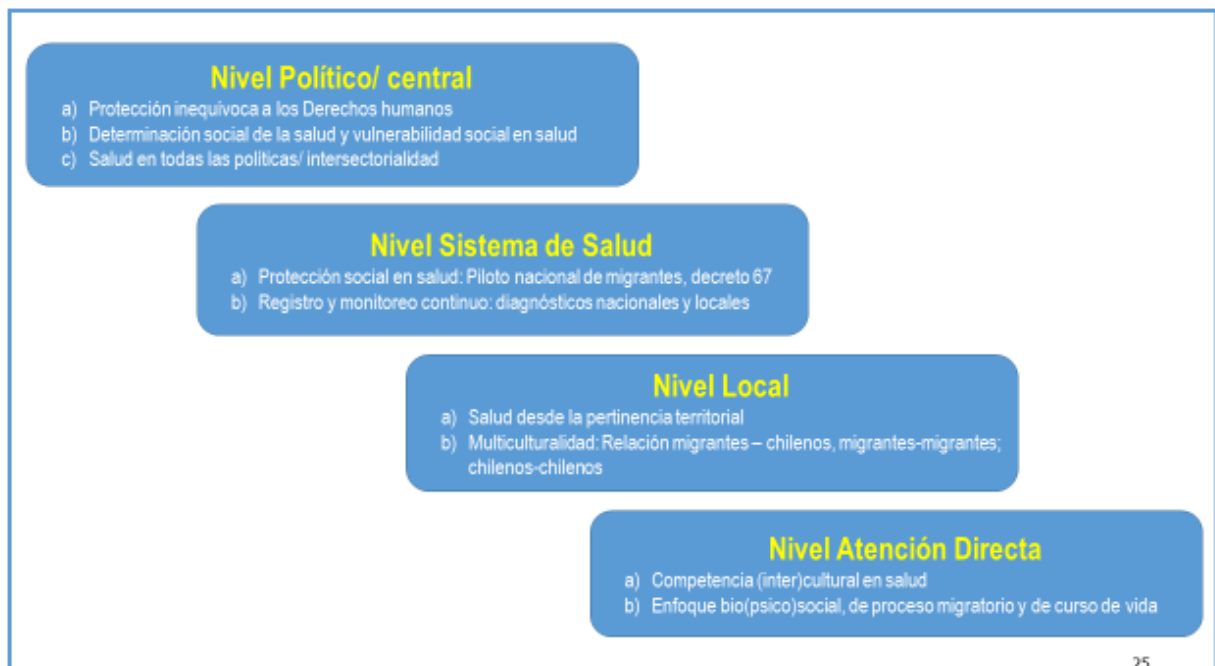 Nivel Político/ central
a) Protección inequívoca a los Derechos humanos
b) Determinación social de la salud y vulnerabilidad social en salud
c) Salud en todas las políticas/ intersectorialidad
Nivel Sistema de Salud
a) Protección social en salud: Piloto nacional de migrantes, decreto 67
b) Registro y monitoreo continuo: diagnósticos nacionales y locales
Nivel Local
a) Salud desde la pertinencia territorial
b) Multiculturalidad: Relación migrantes – chilenos, migrantes-migrantes;
chilenos-chilenos
Nivel Atención Directa
a) Competencia (inter)cultural en salud
b) Enfoque bio(psico)social, de proceso migratorio y de curso de vida
25